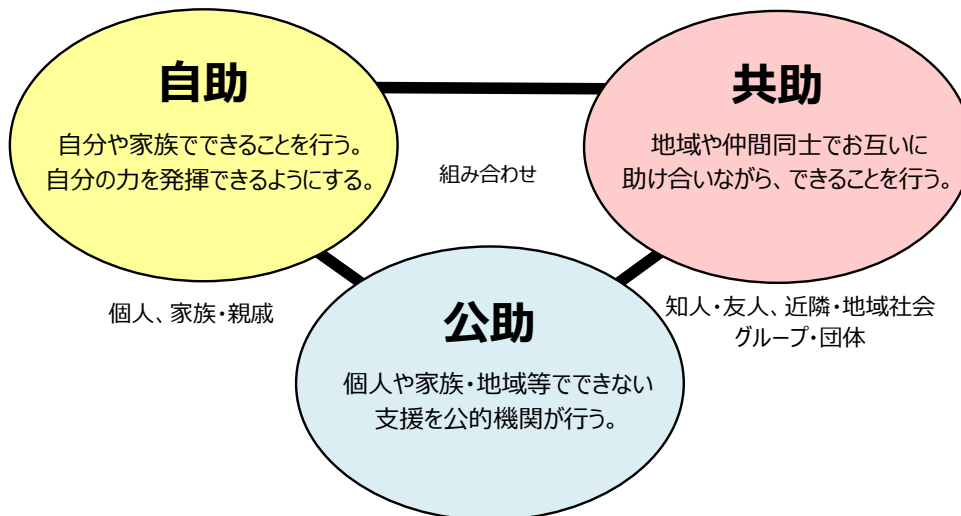 自助
自分や家族でできることを行う。
自分の力を発揮できるようにする。
共助
地域や仲間同士でお互いに
助け合いながら、できることを行う。
組み合わせ
個人、家族・親戚
知人・友人、近隣・地域社会
グループ・団体
公助
個人や家族・地域等でできない
支援を公的機関が行う。